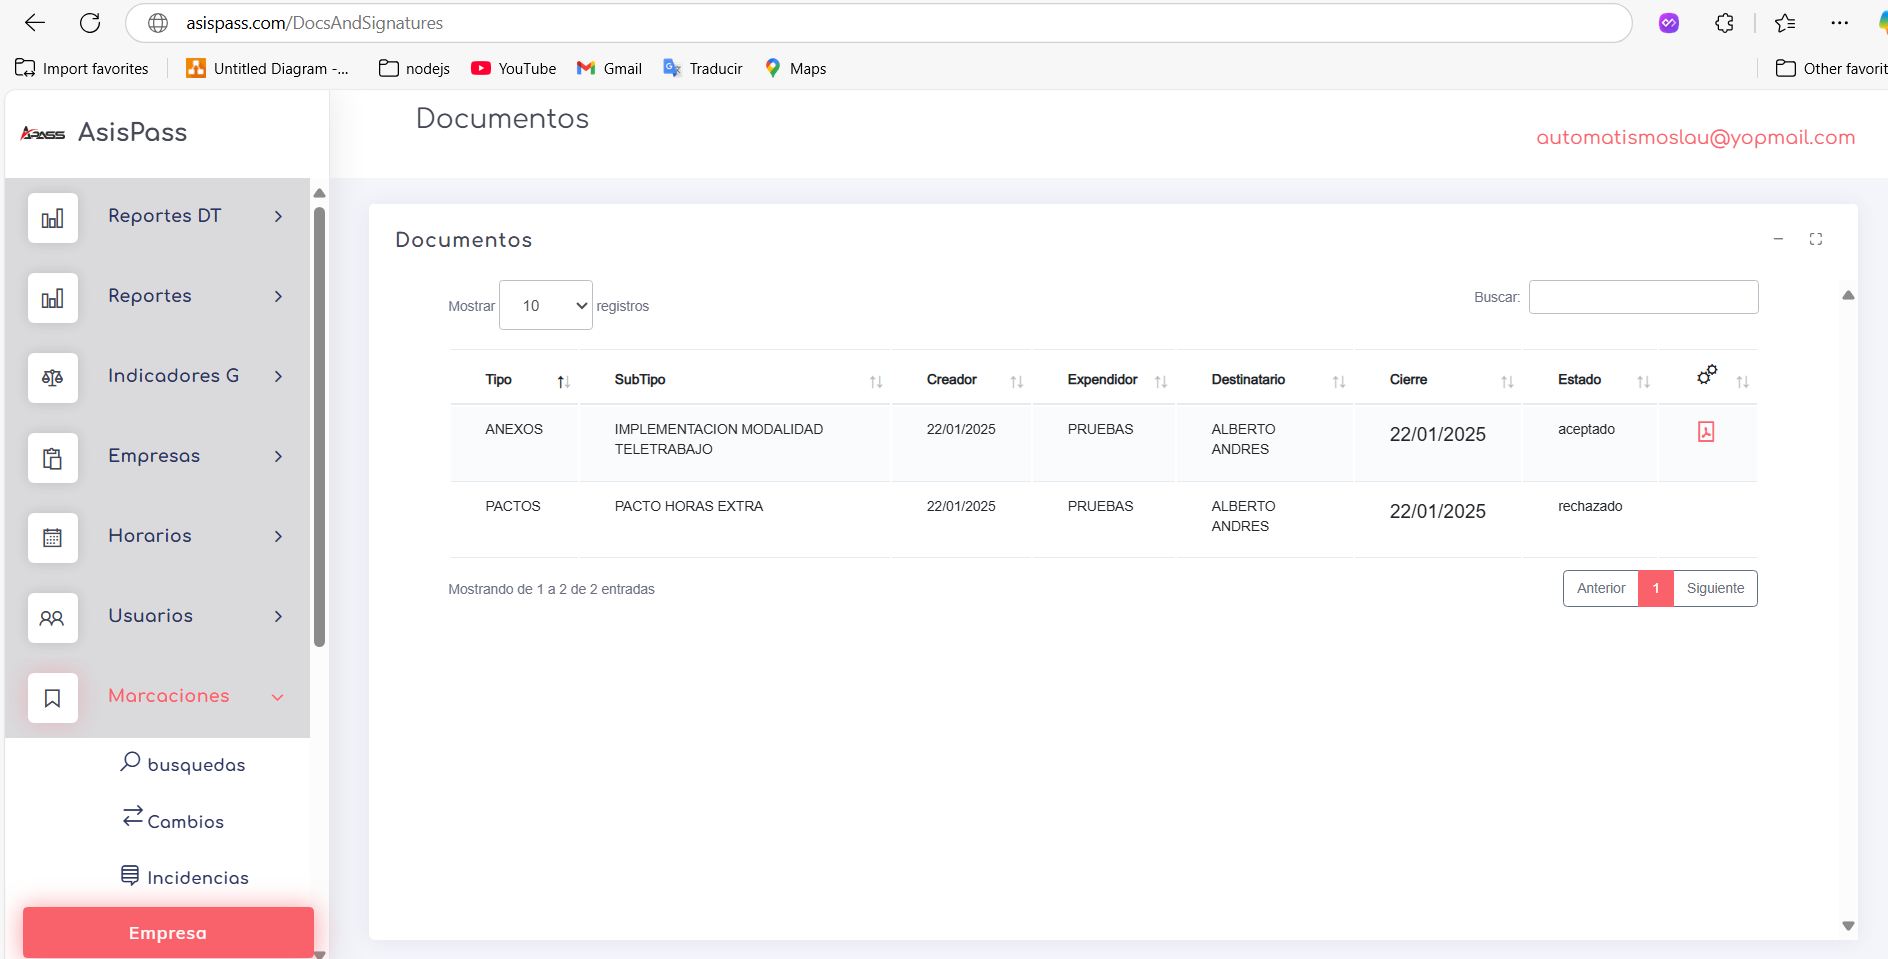 asispass.com/DocsAndSignatures
Import favorites
Untitled Diagram -...
nodejs
YouTube
Gmail
Traducir
Maps
Other favorit
APASS AsisPass
Documentos
automatismoslau@yopmail.com
Reportes DT
Reportes
Indicadores G
Empresas
Horarios
Usuarios
Marcaciones
busquedas
Cambios
Incidencias
Empresa
Documentos
Mostrar 10 registros
Buscar:
Tipo SubTipo Creador Expendidor Destinatario Cierre Estado
ANEXOS IMPLEMENTACION MODALIDAD TELETRABAJO 22/01/2025 PRUEBAS ALBERTO ANDRES 22/01/2025 aceptado
PACTOS PACTO HORAS EXTRA 22/01/2025 PRUEBAS ALBERTO ANDRES 22/01/2025 rechazado
Mostrando de 1 a 2 de 2 entradas
Anterior 1 Siguiente